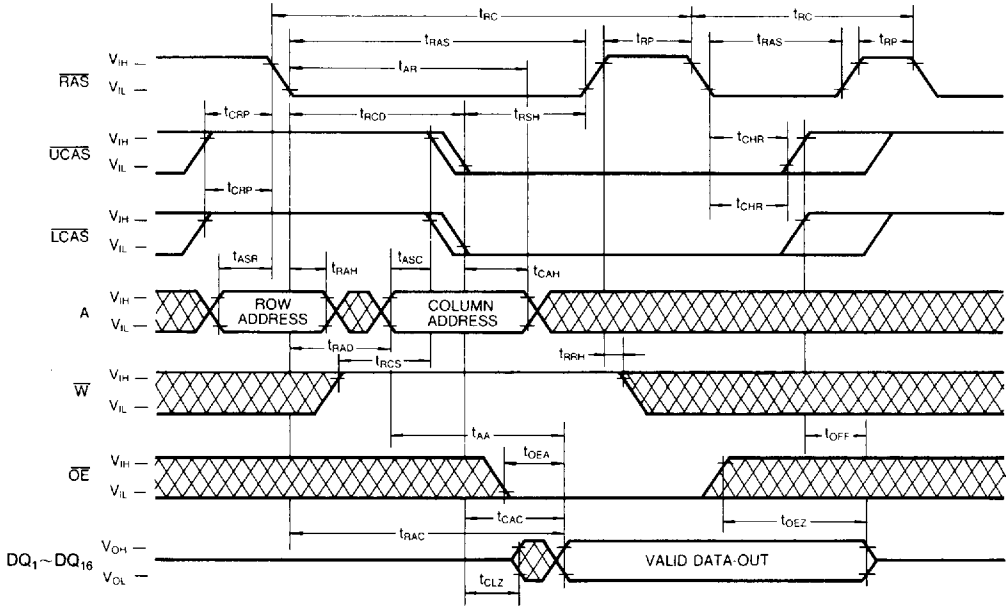 tRC tRC
tRAS tRP tRAS tRP
tAR
RAS VIH
VIL
tCRP tRCD tRSH
UCAS VIH
VIL
tCHR
tCRP
LCAS VIH
VIL
tCHR
tASR tRAH tASC tCAH
A VIH
VIL
ROW ADDRESS
COLUMN ADDRESS
tRAD
tRCS tRRH
W VIH
VIL
tAA tOFF
tOEA
OE VIH
VIL
tCAC tOEZ
tRAC
DQ1~DQ16 VOH
VOL
VALID DATA-OUT
tCLZ